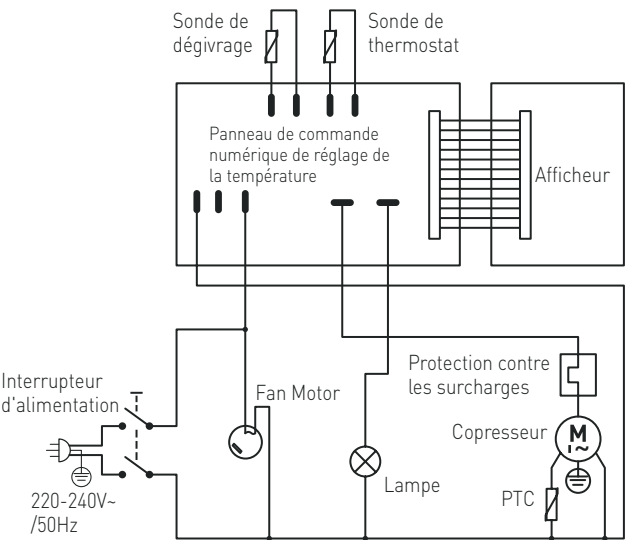 Sonde de
dégivrage
Sonde de
thermostat
Panneau de commande
numérique de réglage de
la température
Afficheur
Interrupteur
d'alimentation
Fan Motor
Protection contre
les surcharges
Copresseur
M
1~
Lampe
PTC
220-240V~
/50Hz